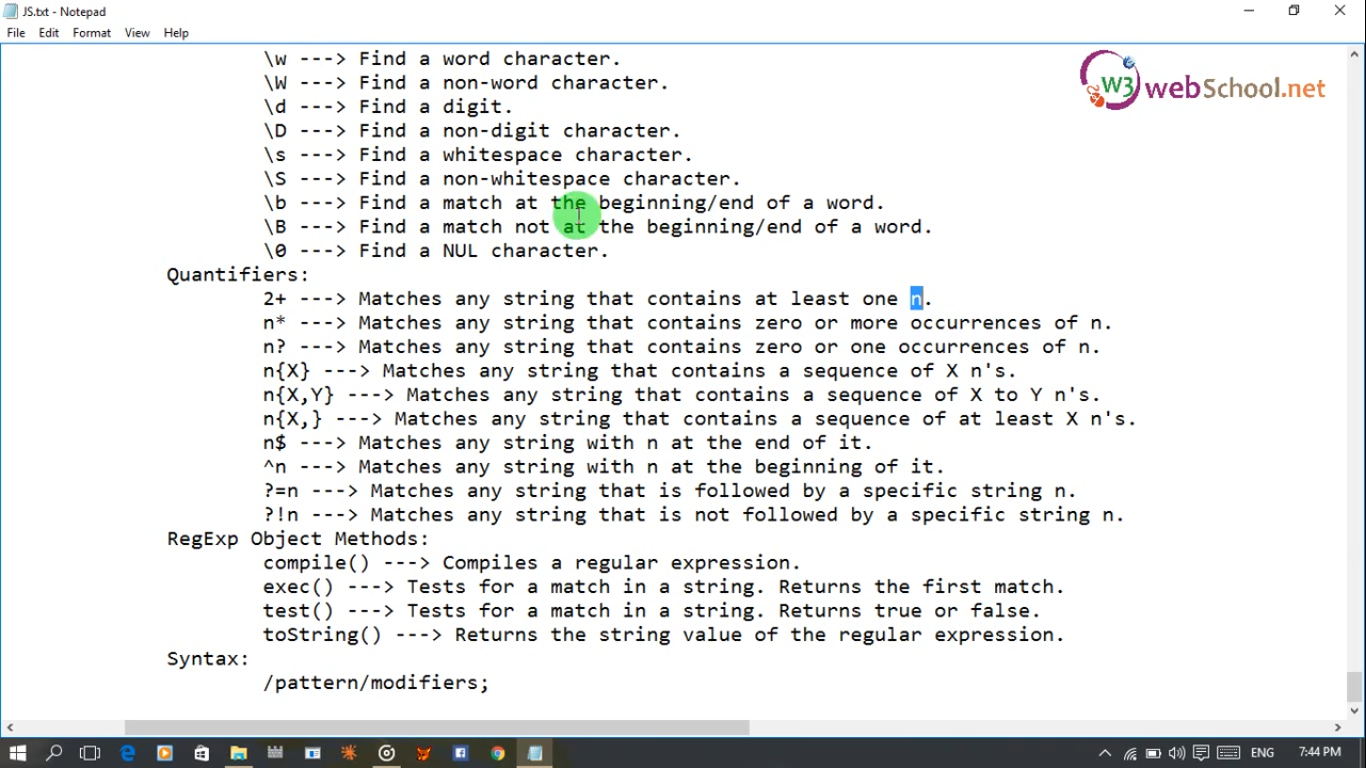 JS.txt - Notepad
File Edit Format View Help
\w ---> Find a word character.
\W ---> Find a non-word character.
\d ---> Find a digit.
\D ---> Find a non-digit character.
\s ---> Find a whitespace character.
\S ---> Find a non-whitespace character.
\b ---> Find a match at the beginning/end of a word.
\B ---> Find a match not at the beginning/end of a word.
\0 ---> Find a NUL character.
Quantifiers:
2+ ---> Matches any string that contains at least one n.
n* ---> Matches any string that contains zero or more occurrences of n.
n? ---> Matches any string that contains zero or one occurrences of n.
n{X} ---> Matches any string that contains a sequence of X n's.
n{X,Y} ---> Matches any string that contains a sequence of X to Y n's.
n{X,} ---> Matches any string that contains a sequence of at least X n's.
n$ ---> Matches any string with n at the end of it.
^n ---> Matches any string with n at the beginning of it.
?=n ---> Matches any string that is followed by a specific string n.
?!n ---> Matches any string that is not followed by a specific string n.
RegExp Object Methods:
compile() ---> Compiles a regular expression.
exec() ---> Tests for a match in a string. Returns the first match.
test() ---> Tests for a match in a string. Returns true or false.
toString() ---> Returns the string value of the regular expression.
Syntax:
/pattern/modifiers;
W3 webSchool.net
ENG 7:44 PM